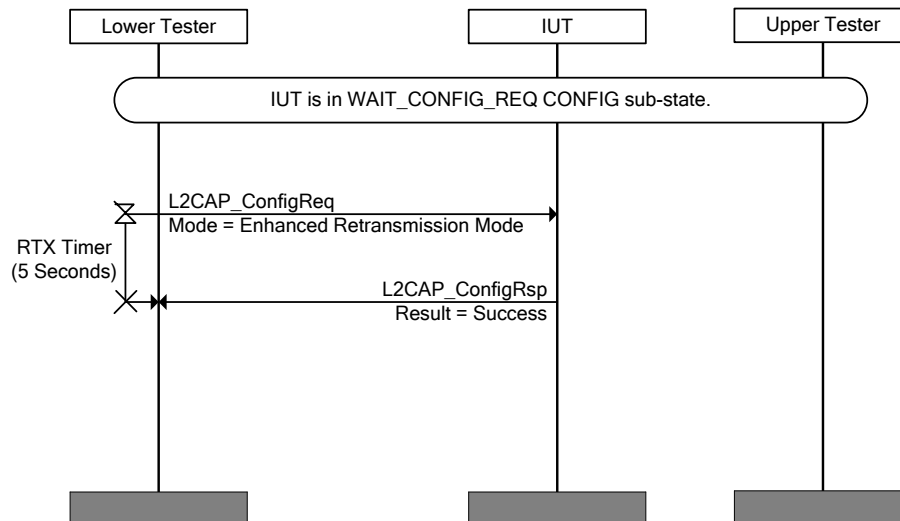 Lower Tester
IUT
Upper Tester
IUT is in WAIT_CONFIG_REQ CONFIG sub-state.
L2CAP_ConfigReq
Mode = Enhanced Retransmission Mode
RTX Timer
(5 Seconds)
L2CAP_ConfigRsp
Result = Success